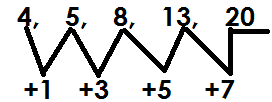 4, 5, 8, 13, 20
+1 +3 +5 +7